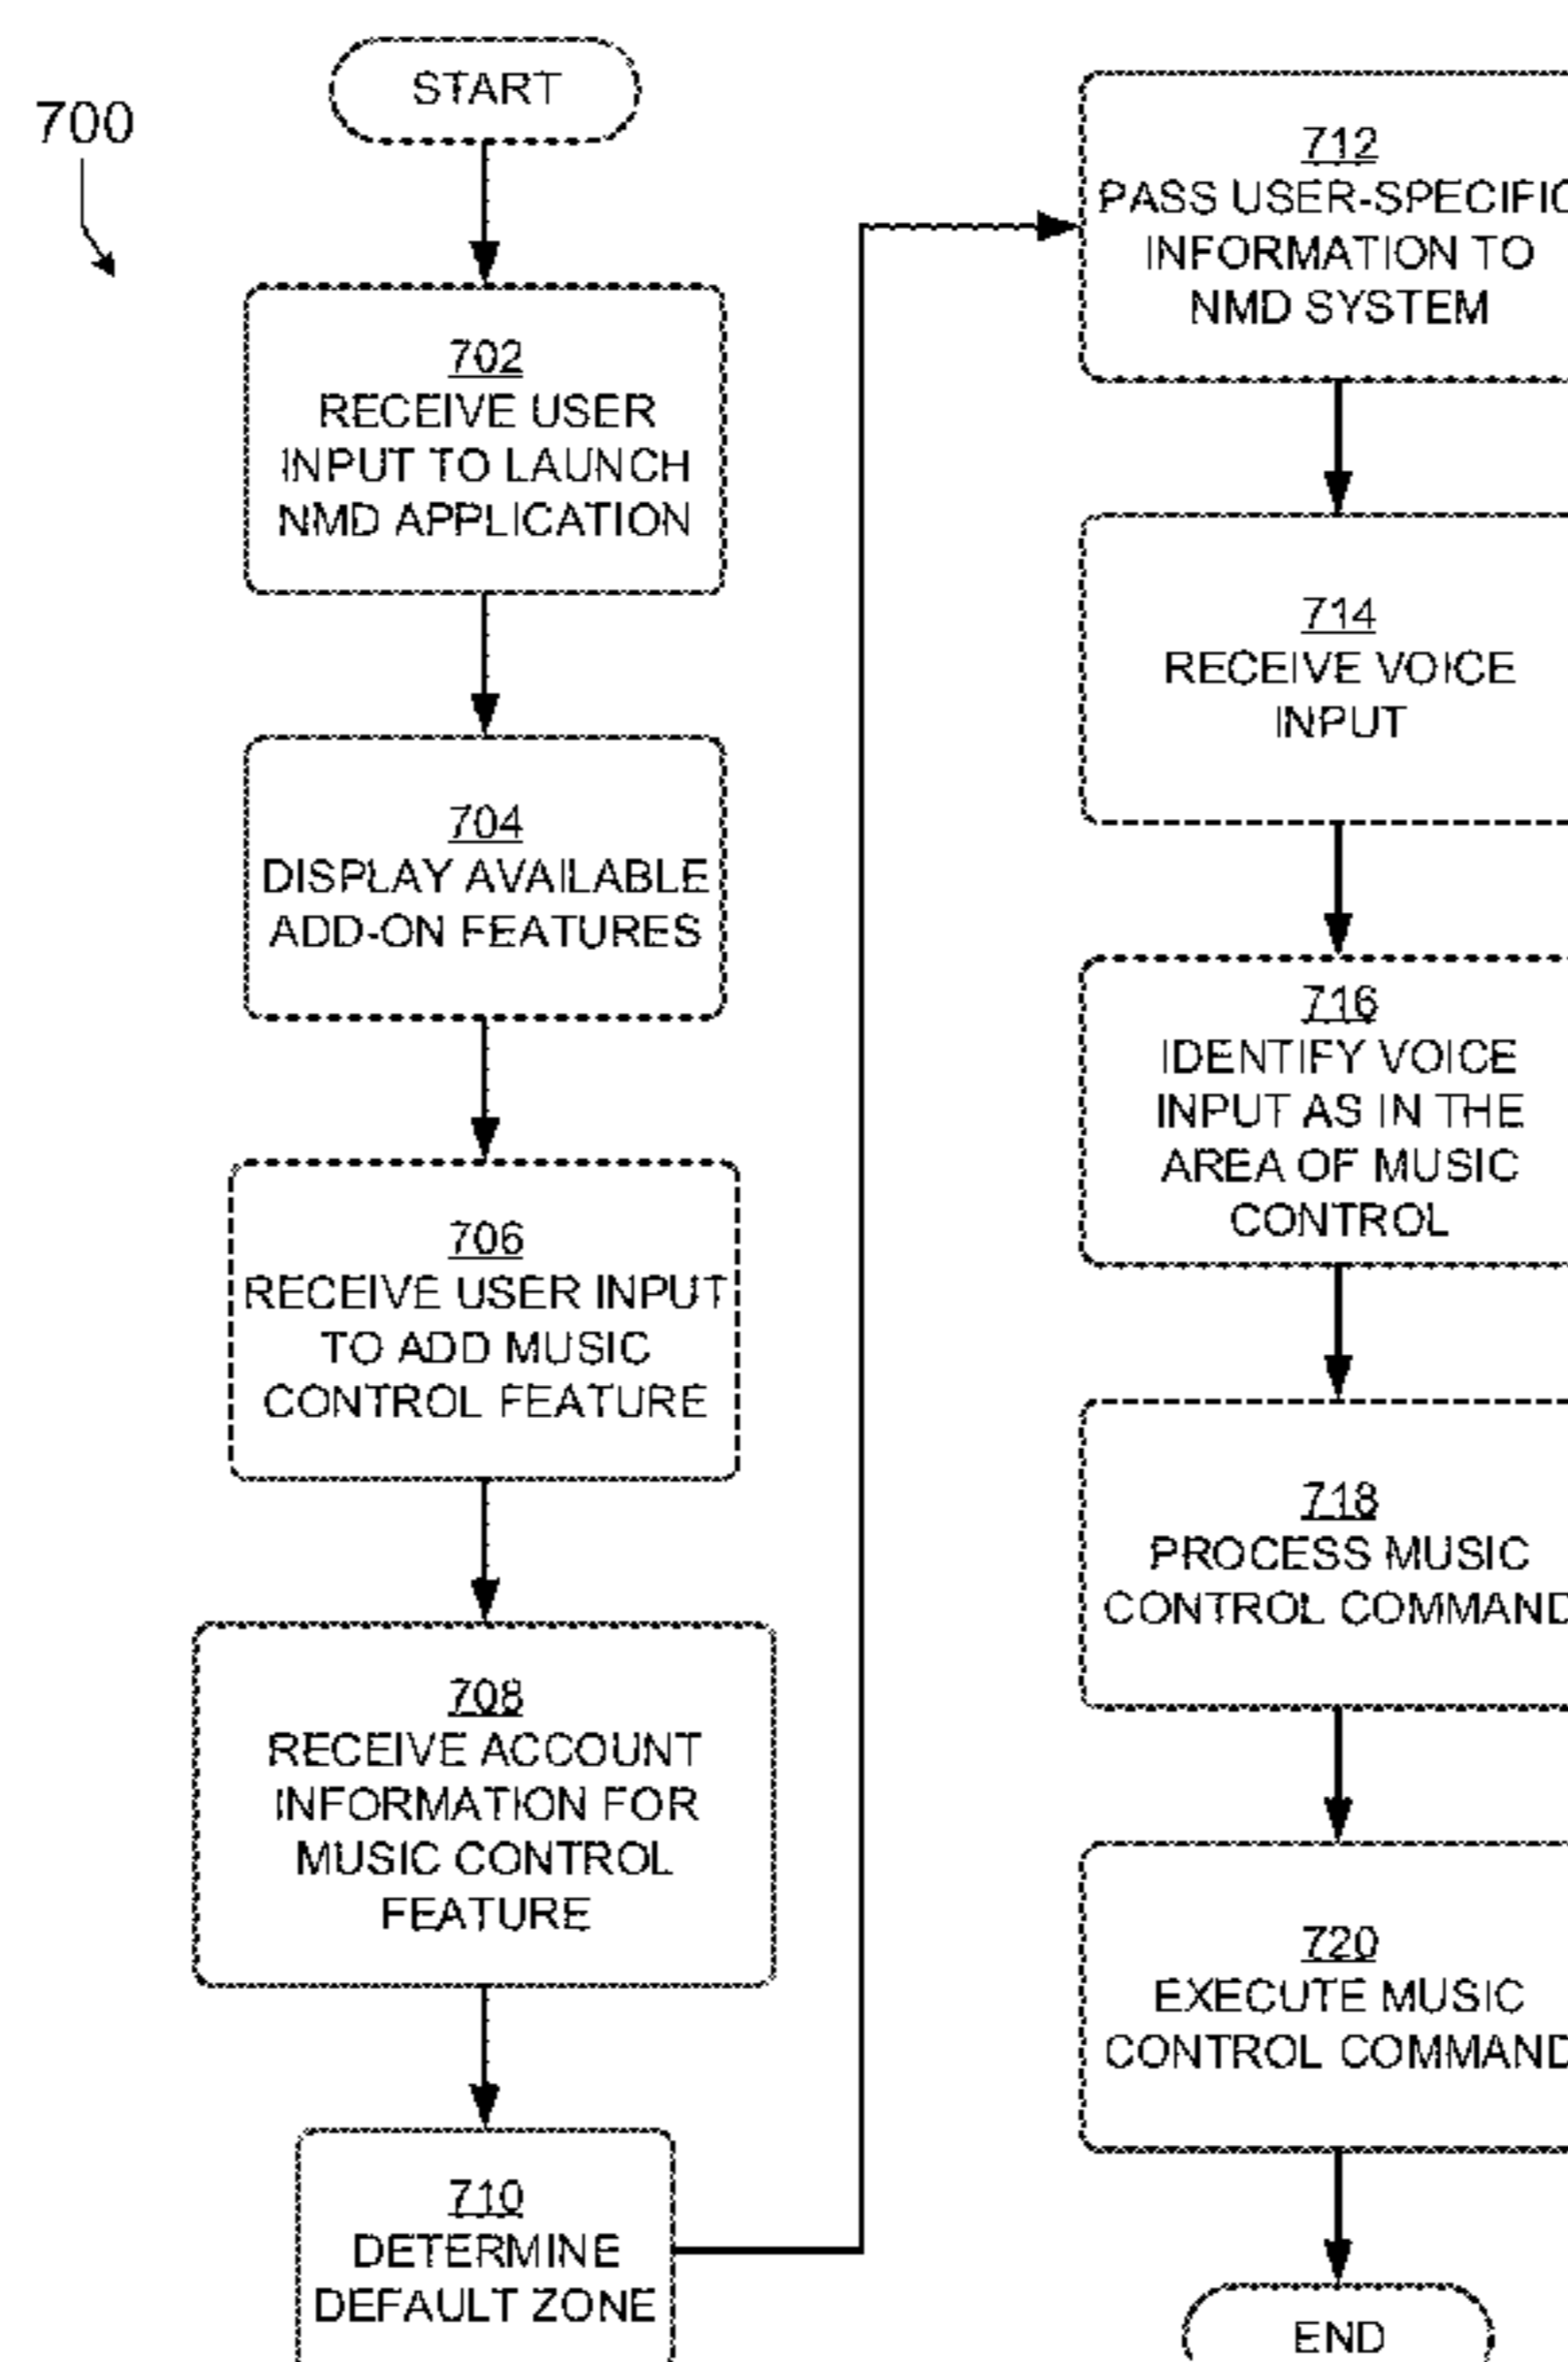 700
START
702
RECEIVE USER
INPUT TO LAUNCH
NMD APPLICATION
704
DISPLAY AVAILABLE
ADD-ON FEATURES
706
RECEIVE USER INPUT
TO ADD MUSIC
CONTROL FEATURE
708
RECEIVE ACCOUNT
INFORMATION FOR
MUSIC CONTROL
FEATURE
710
DETERMINE
DEFAULT ZONE
712
PASS USER-SPECIFIC
INFORMATION TO
NMD SYSTEM
714
RECEIVE VOICE
INPUT
716
IDENTIFY VOICE
INPUT AS IN THE
AREA OF MUSIC
CONTROL
718
PROCESS MUSIC
CONTROL COMMAND
720
EXECUTE MUSIC
CONTROL COMMAND
END